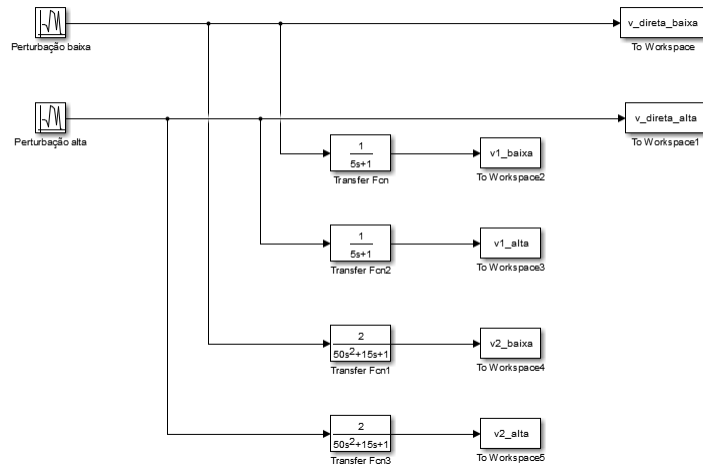 v_direta_baixa
Perturbação baixa
To Workspace
v_direta_alta
Perturbação alta
To Workspace1
1
5s+1
Transfer Fcn
v1_baixa
To Workspace2
1
5s+1
Transfer Fcn2
v1_alta
To Workspace3
2
50s²+15s+1
Transfer Fcn1
v2_baixa
To Workspace4
2
50s²+15s+1
Transfer Fcn3
v2_alta
To Workspace5